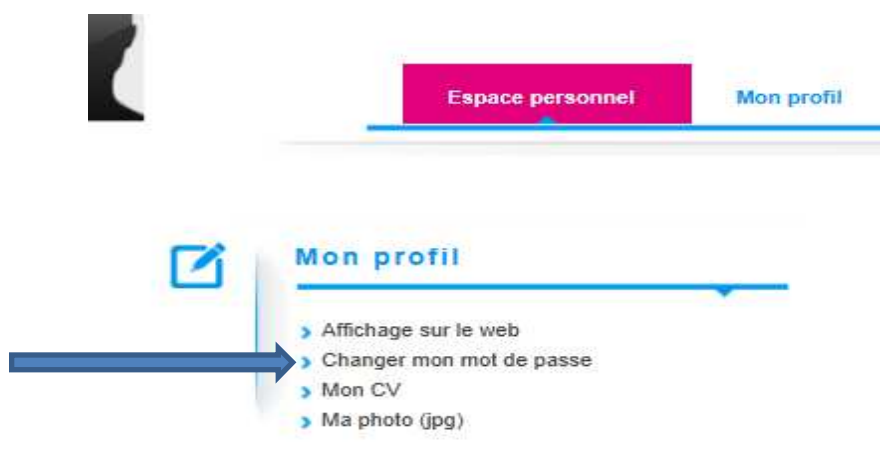 Espace personnel Mon profil
Mon profil
Affichage sur le web
Changer mon mot de passe
Mon CV
Ma photo (jpg)